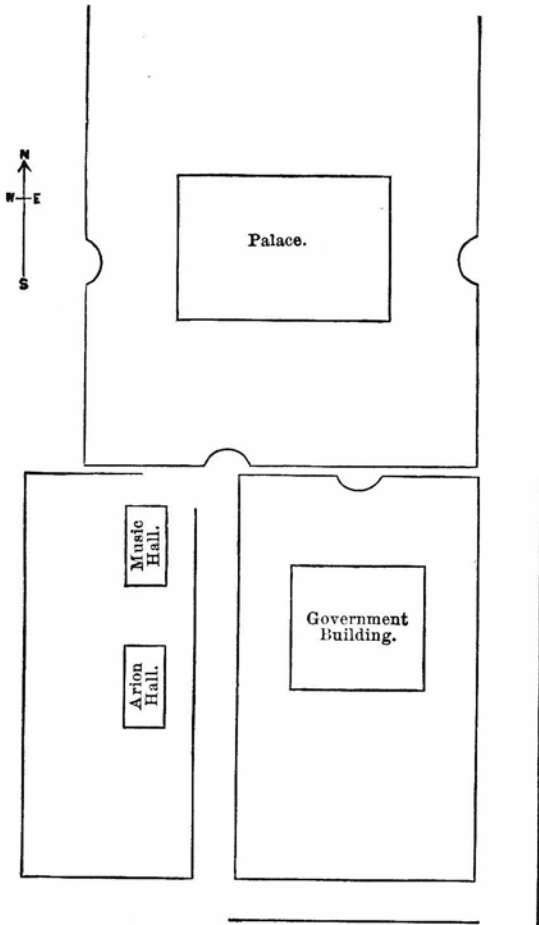 N
W E
S
Palace.
Music
Hall.
Arion
Hall.
Government
Building.